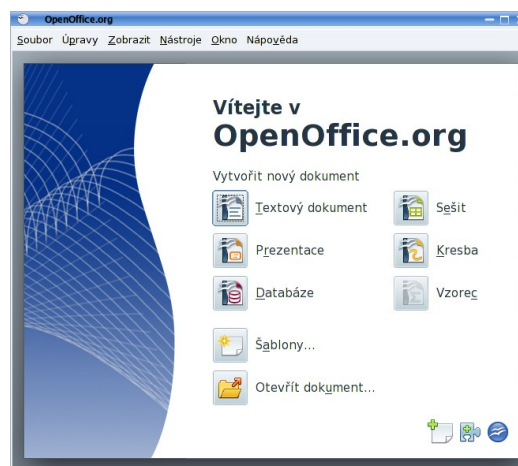 OpenOffice.org
Soubor Úpravy Zobrazit Nástroje Okno Nápověda
Vítejte v
OpenOffice.org
Vytvořit nový dokument
Textový dokument Sešit
Prezentace Kresba
Databáze Vzorec
Šablony...
Otevřít dokument...